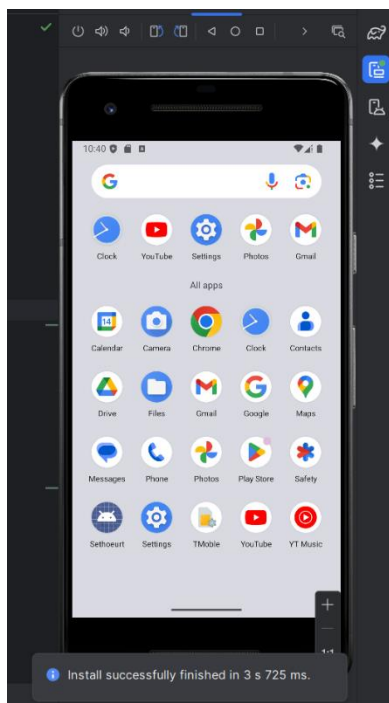 10:40
G
Clock YouTube Settings Photos Gmail
All apps
14
Calendar Camera Chrome Clock Contacts
Drive Files Gmail Google Maps
Messages Phone Photos Play Store Safety
Sethoeurt Settings TMoble YouTube YT Music
+
1:1
Install successfully finished in 3 s 725 ms.